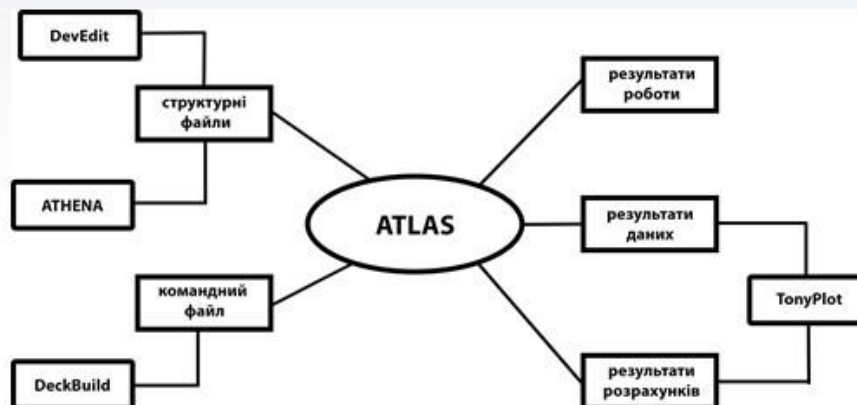 DevEdit
структурні
файли
ATHENA
командний
файл
DeckBuild
ATLAS
результати
роботи
результати
даних
TonyPlot
результати
розрахунків